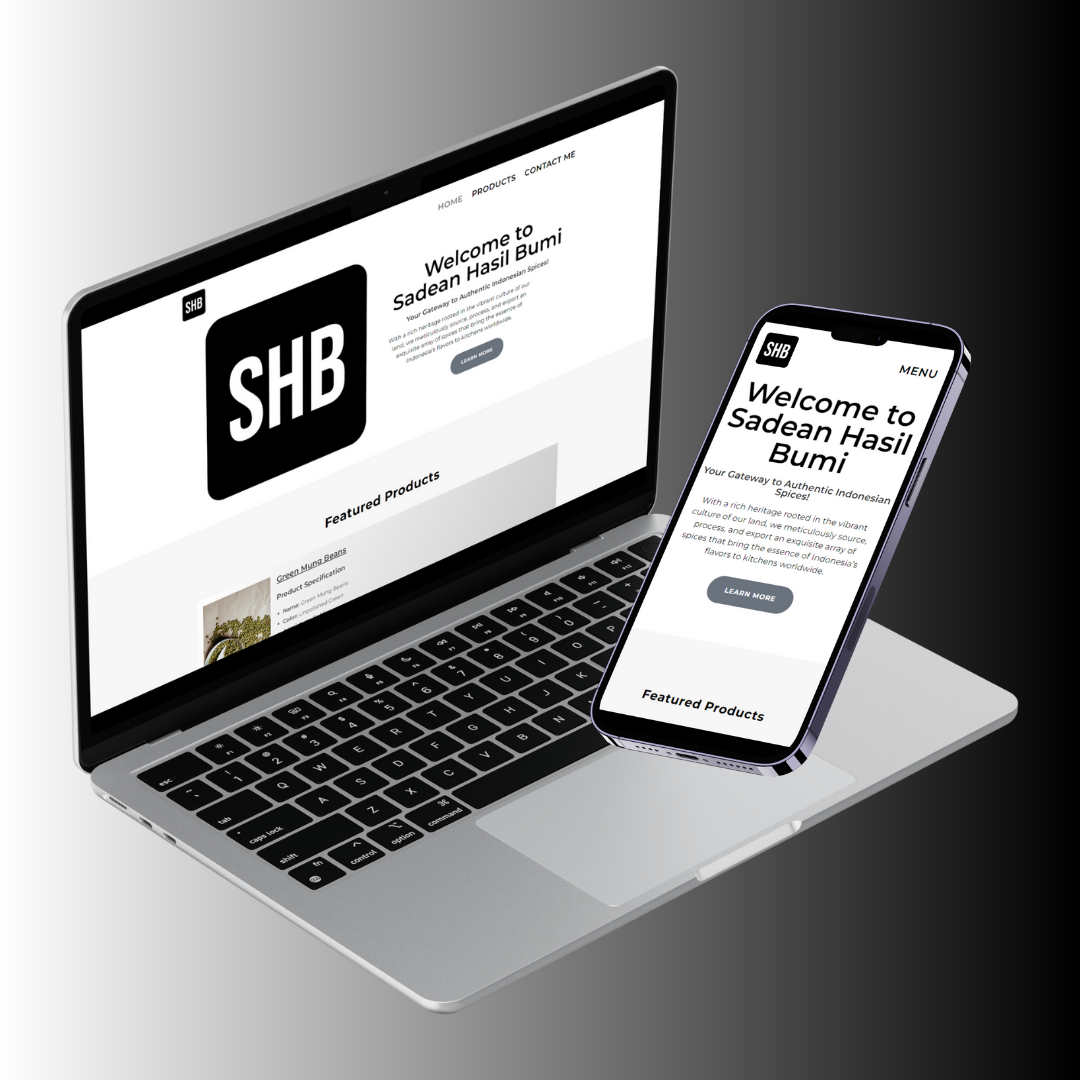 HOME PRODUCTS CONTACT ME
SHB
SHB
Welcome to
Sadean Hasil Bumi
Your Gateway to Authentic Indonesian Spices!
With a rich heritage rooted in the vibrant culture of our
land, we meticulously source, process, and export an
exquisite array of spices that bring the essence of
Indonesia's flavors to kitchens worldwide.
LEARN MORE
Featured Products
Green Mung Beans
Product Specification
Name: Green Mung Beans
Color: Unpolished Green
SHB
MENU
Welcome to
Sadean Hasil
Bumi
Your Gateway to Authentic Indonesian
Spices!
With a rich heritage rooted in the vibrant
culture of our land, we meticulously source,
process, and export an exquisite array of
spices that bring the essence of Indonesia's
flavors to kitchens worldwide.
LEARN MORE
Featured Products
esc
tab
Q W E R T Y U I O P
caps lock
A S D F G H J K L
shift
Z X C V B N M
fn
control
option
command